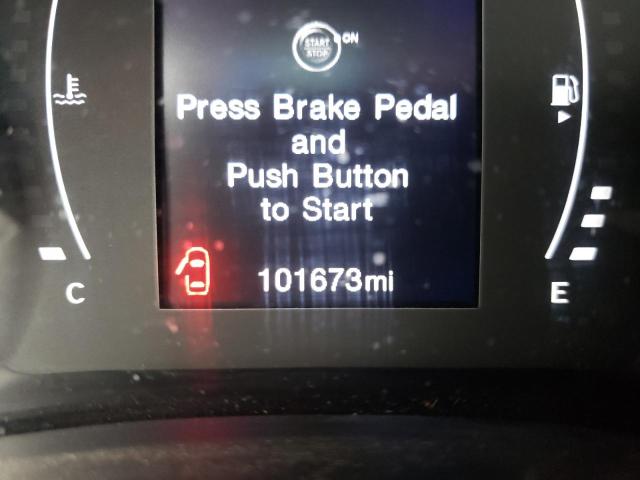 START
STOP
ON
Press Brake Pedal
and
Push Button
to Start
101673mi
C
E